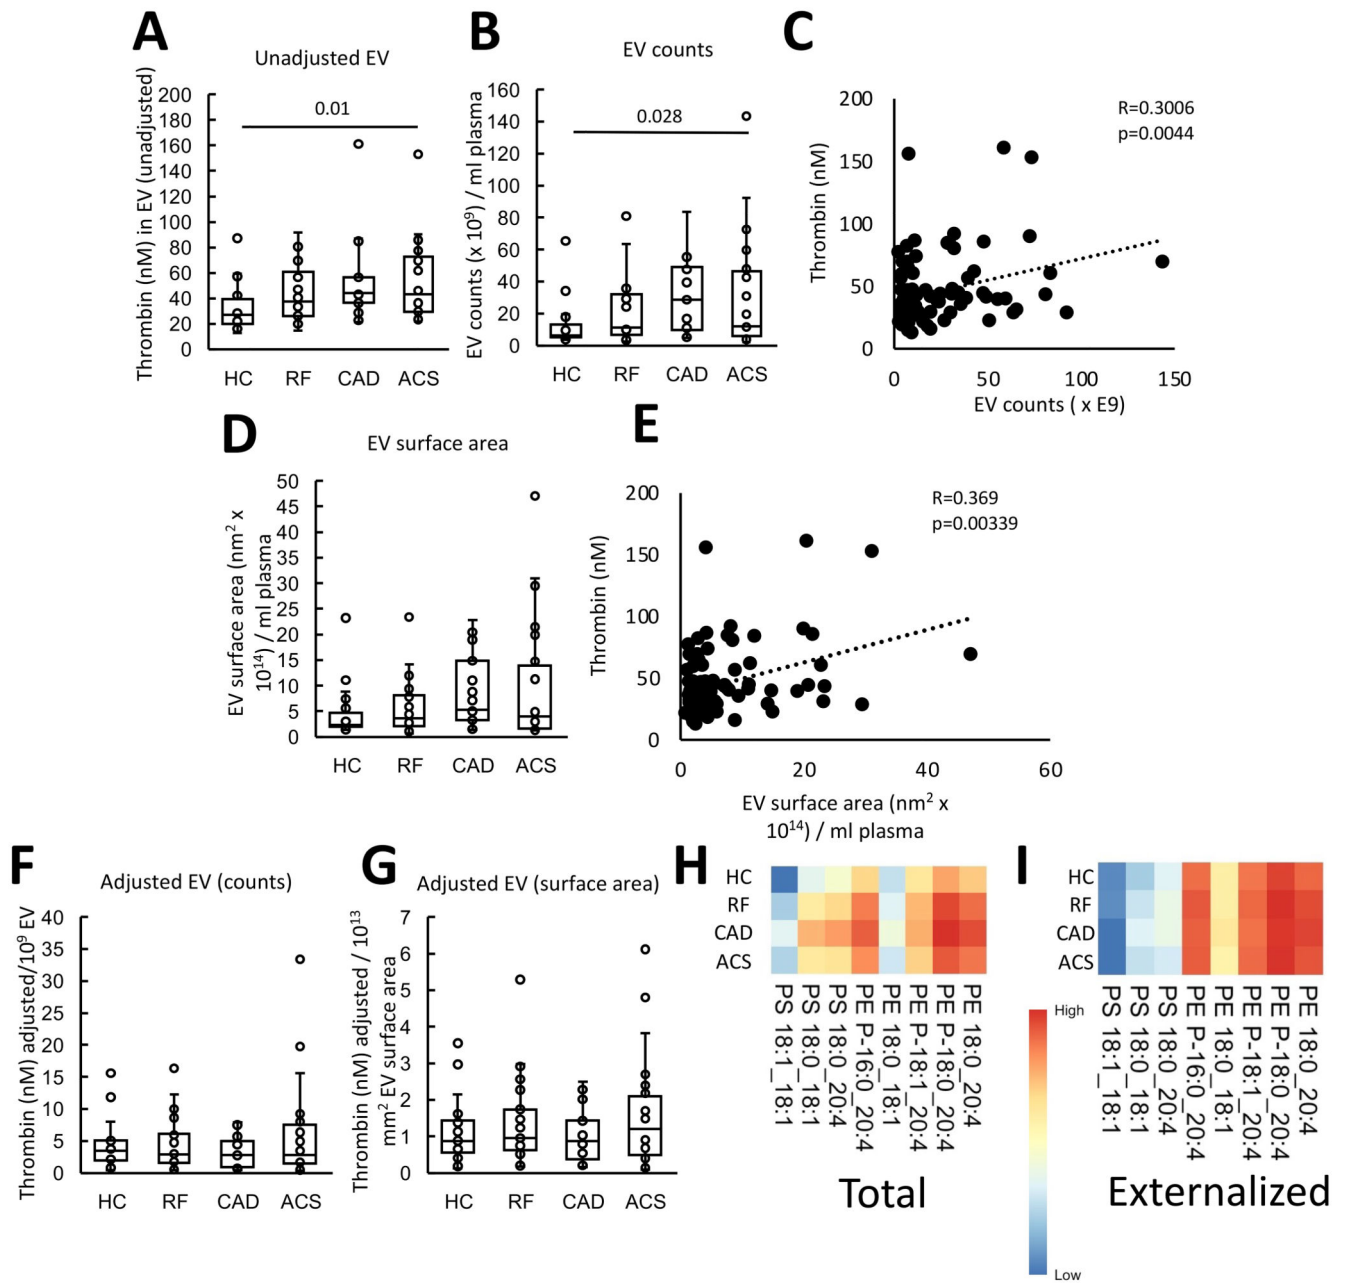 A
Unadjusted EV
Thrombin (nM) in EV (unadjusted)
200
180
160
140
120
100
80
60
40
20
0
0.01
HC RF CAD ACS
B
EV counts
EV counts (x 10⁹) / ml plasma
160
140
120
100
80
60
40
20
0
0.028
HC RF CAD ACS
C
Thrombin (nM)
200
150
100
50
0
R=0.3006
p=0.0044
0 50 100 150
EV counts ( x E9)
D
EV surface area
EV surface area (nm² x
10¹⁴) / ml plasma
50
45
40
35
30
25
20
15
10
5
0
HC RF CAD ACS
E
Thrombin (nM)
200
150
100
50
0
R=0.369
p=0.00339
0 20 40 60
EV surface area (nm² x
10¹⁴) / ml plasma
F
Adjusted EV (counts)
Thrombin (nM) adjusted/10⁹ EV
40
35
30
25
20
15
10
5
0
HC RF CAD ACS
G
Adjusted EV (surface area)
Thrombin (nM) adjusted / 10¹³
mm² EV surface area
7
6
5
4
3
2
1
0
HC RF CAD ACS
H
HC
RF
CAD
ACS
PS 18:1_18:1
PS 18:0_18:1
PS 18:0_20:4
PE P-16:0_20:4
PE 18:0_18:1
PE P-18:1_20:4
PE P-18:0_20:4
PE 18:0_20:4
Total
High
Low
I
HC
RF
CAD
ACS
PS 18:1_18:1
PS 18:0_18:1
PS 18:0_20:4
PE P-16:0_20:4
PE 18:0_18:1
PE P-18:1_20:4
PE P-18:0_20:4
PE 18:0_20:4
Externalized